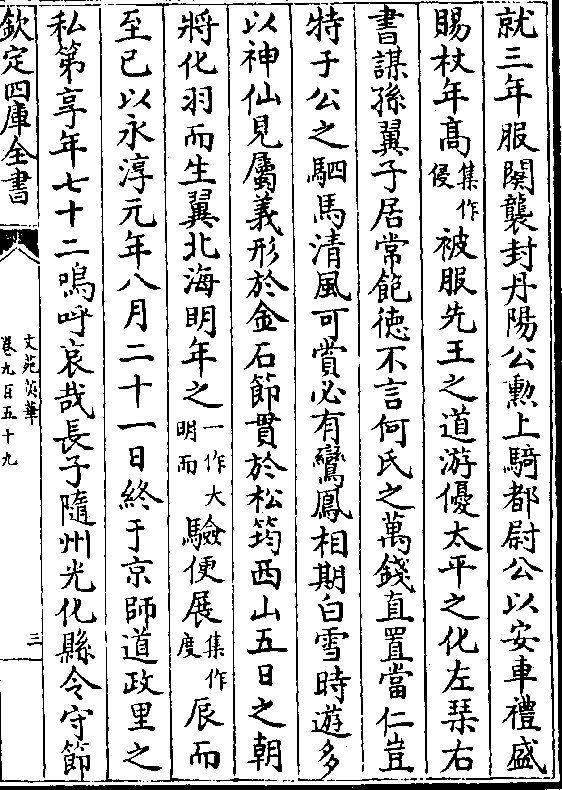 就三年服闋襲封丹陽公勲上騎都尉公以安車禮盛
賜杖年髙集作侵被服先王之道游優太平之化左琹右
書謀孫翼子居常飽徳不言何氏之萬錢直置當仁豈
特于公之駟馬清風可賞必有鸞鳳相期白雪時遊多
以神仙見屬義形於金石節貫於松筠西山五日之朝
將化羽而生翼北海明年之一作大明而驗便展集作度辰而
至已以永淳元年八月二十一日終于京師道政里之
私第享年七十二嗚呼哀哉長子隨州光化縣令守節
欽定四庫全書
文苑英華
卷九百五十九
三